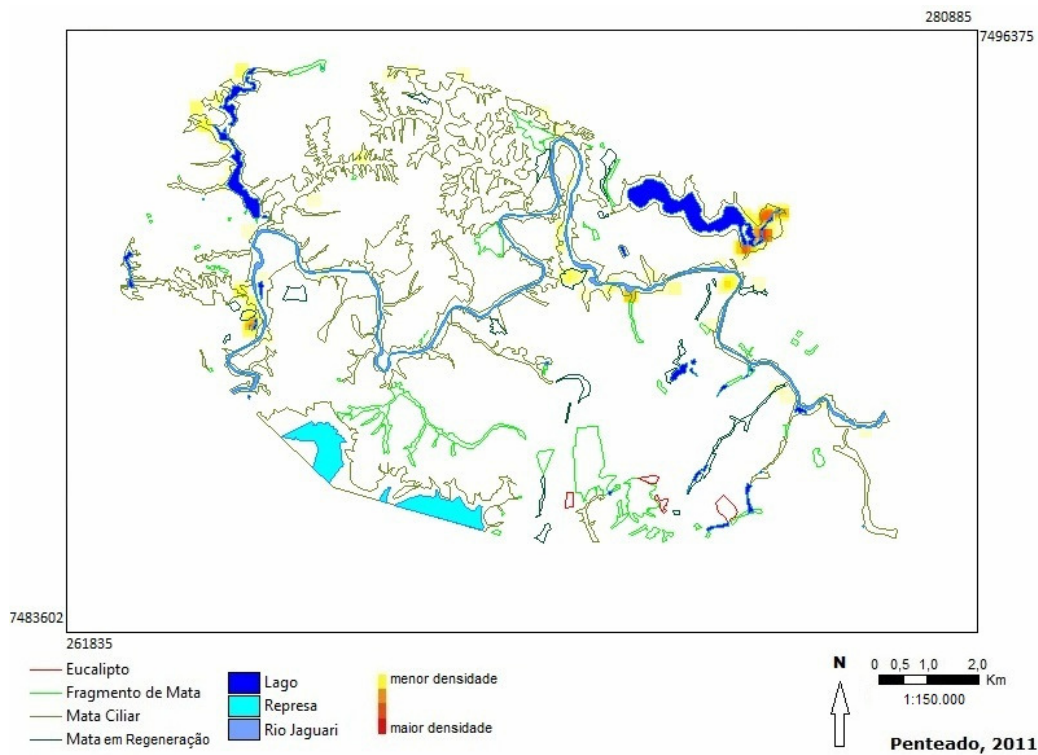 280885
7496375
7483602
261835
Eucalipto
Fragmento de Mata
Mata Ciliar
Mata em Regeneração
Lago
Represa
Rio Jaguari
menor densidade
maior densidade
N
0 0,5 1,0 2,0
Km
1:150.000
Penteado, 2011